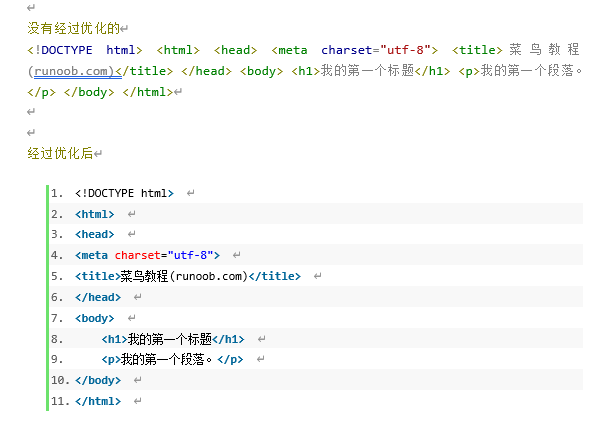 没有经过优化的
<!DOCTYPE html> <html> <head> <meta charset="utf-8"> <title>菜鸟教程
(runoob.com)</title> </head> <body> <h1>我的第一个标题</h1> <p>我的第一个段落。
</p> </body> </html>
经过优化后
1. <!DOCTYPE html>
2. <html>
3. <head>
4. <meta charset="utf-8">
5. <title>菜鸟教程(runoob.com)</title>
6. </head>
7. <body>
8.     <h1>我的第一个标题</h1>
9.     <p>我的第一个段落。</p>
10. </body>
11. </html>